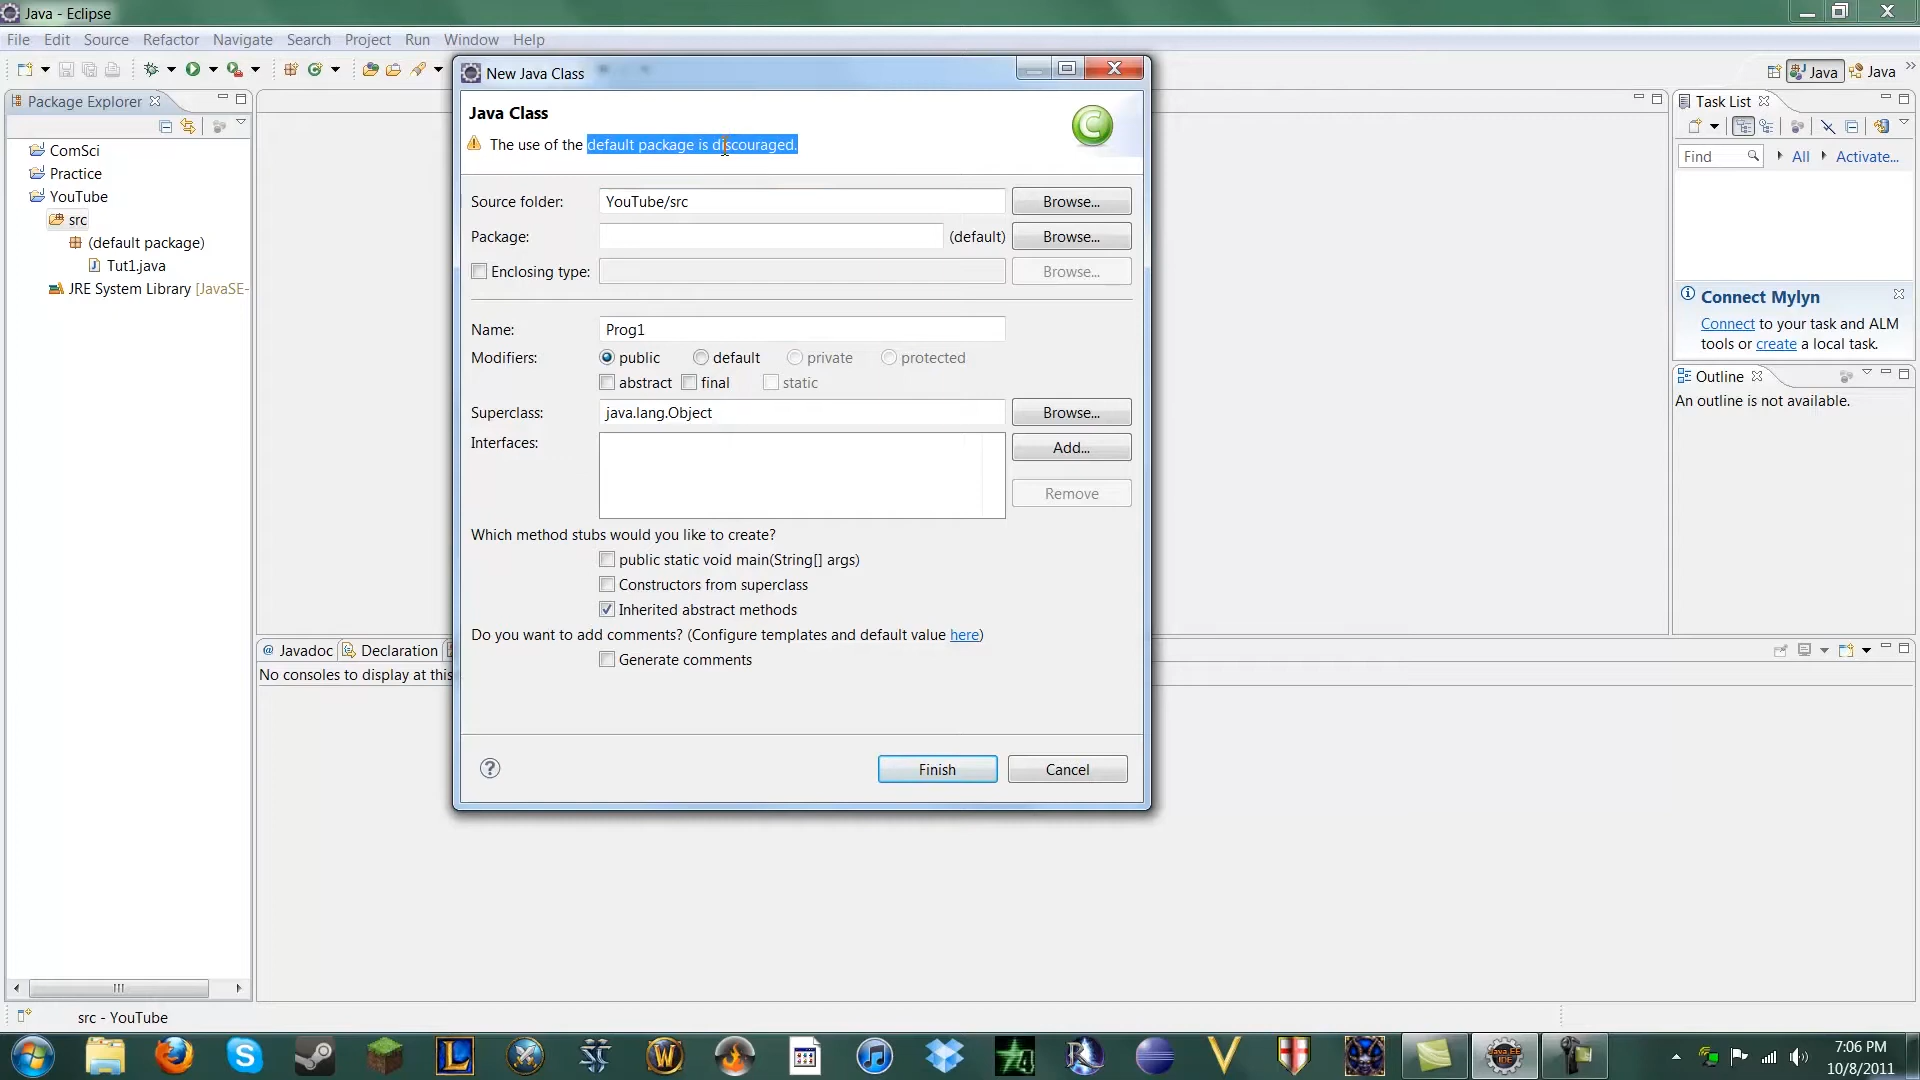 Java - Eclipse
File Edit Source Refactor Navigate Search Project Run Window Help
Java Java
Package Explorer
ComSci
Practice
YouTube
src
(default package)
Tut1.java
JRE System Library [JavaSE-
New Java Class
Java Class
The use of the default package is discouraged.
Source folder: YouTube/src Browse...
Package: (default) Browse...
Enclosing type: Browse...
Name: Prog1
Modifiers: public default private protected
abstract final static
Superclass: java.lang.Object Browse...
Interfaces: Add...
Remove
Which method stubs would you like to create?
public static void main(String[] args)
Constructors from superclass
Inherited abstract methods
Do you want to add comments? (Configure templates and default value here)
Generate comments
Finish Cancel
Task List
Find All Activate...
Connect Mylyn
Connect to your task and ALM
tools or create a local task.
Outline
An outline is not available.
Javadoc Declaration
No consoles to display at this
src - YouTube
7:06 PM
10/8/2011